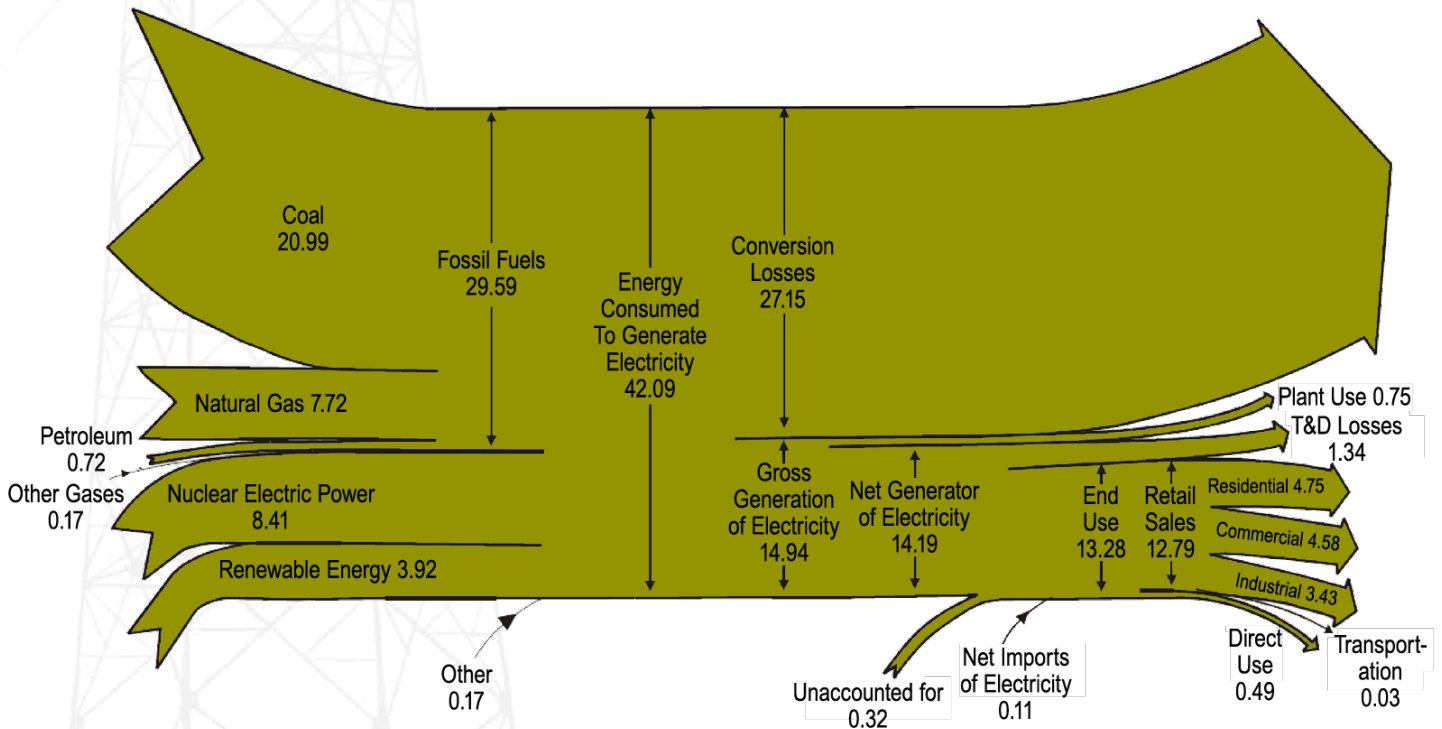 Coal
20.99
Fossil Fuels
29.59
Energy
Consumed
To Generate
Electricity
42.09
Conversion
Losses
27.15
Natural Gas 7.72
Petroleum
0.72
Other Gases
0.17
Nuclear Electric Power
8.41
Renewable Energy 3.92
Other
0.17
Gross
Generation
of Electricity
14.94
Net Generator
of Electricity
14.19
End
Use
13.28
Retail
Sales
12.79
Plant Use 0.75
T&D Losses
1.34
Residential 4.75
Commercial 4.58
Industrial 3.43
Unaccounted for
0.32
Net Imports
of Electricity
0.11
Direct
Use
0.49
Transport-
ation
0.03